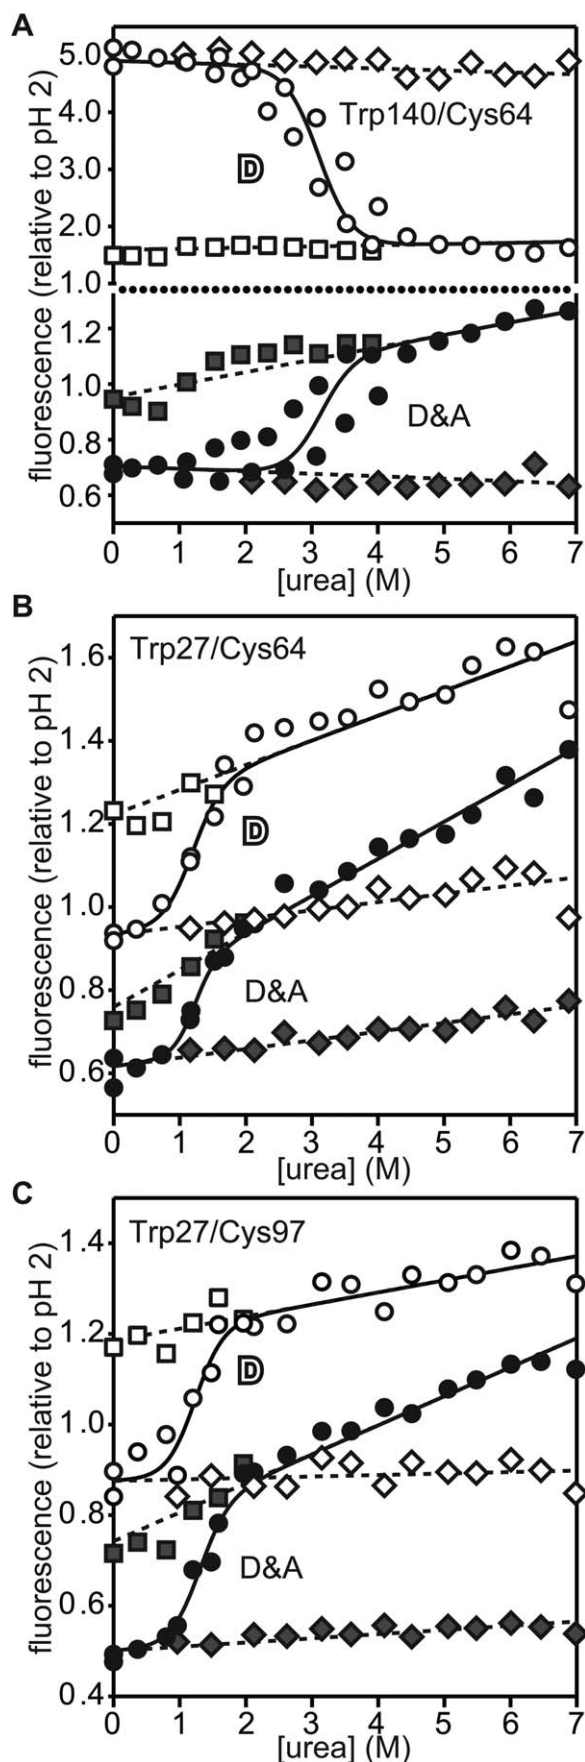 A
fluorescence (relative to pH 2)
5.0
4.0
3.0
2.0
1.0
1.2
1.0
0.8
0.6
Trp140/Cys64
D
D&A
0 1 2 3 4 5 6 7
[urea] (M)
B
fluorescence (relative to pH 2)
1.6
1.4
1.2
1.0
0.8
0.6
Trp27/Cys64
D
D&A
0 1 2 3 4 5 6 7
[urea] (M)
C
fluorescence (relative to pH 2)
1.4
1.2
1.0
0.8
0.6
0.4
Trp27/Cys97
D
D&A
0 1 2 3 4 5 6 7
[urea] (M)